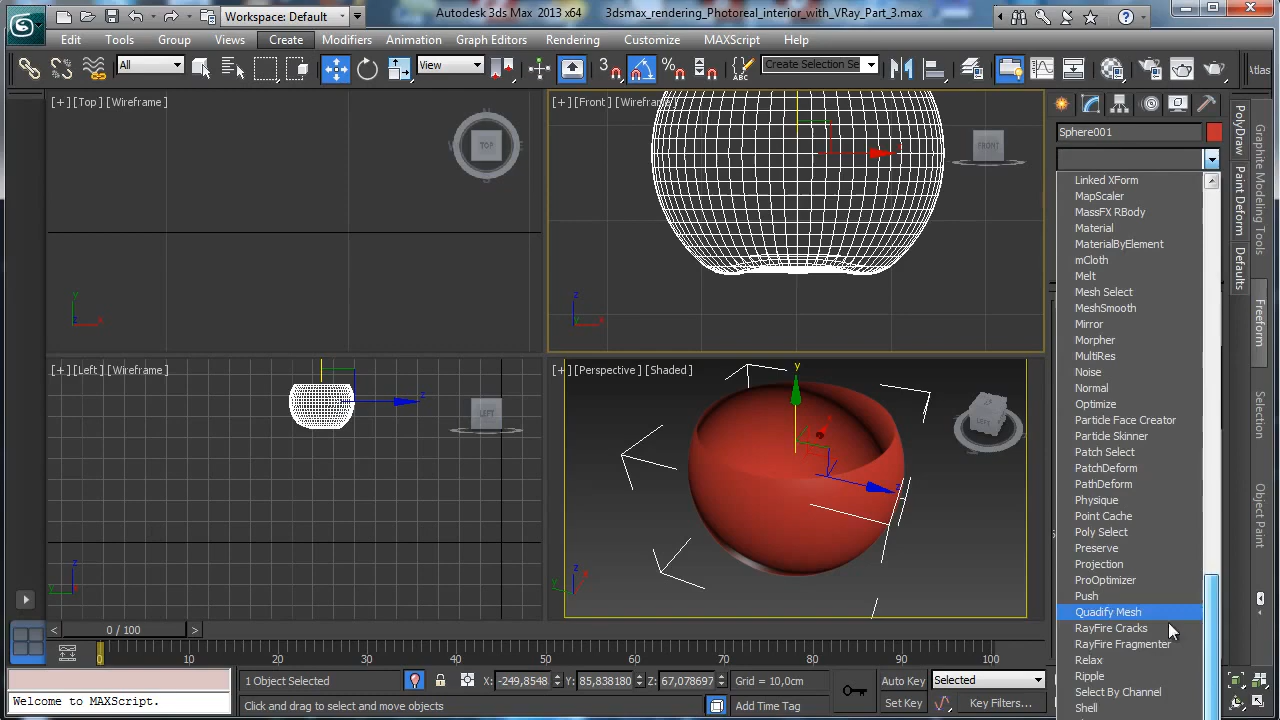 Workspace: Default
Autodesk 3ds Max 2013 x64 3dsmax_rendering_Photoreal_interior_with_VRay_Part_3.max
Edit Tools Group Views Create Modifiers Animation Graph Editors Rendering Customize MAXScript Help
All View 3 % ABC Create Selection Se Atlas
[+][Top][Wireframe]
TOP
[+][Front][Wireframe
FRONT
[+][Left][Wireframe]
LEFT
[+][Perspective][Shaded]
Sphere001
Linked XForm
MapScaler
MassFX RBody
Material
MaterialByElement
mCloth
Melt
Mesh Select
MeshSmooth
Mirror
Morpher
MultiRes
Noise
Normal
Optimize
Particle Face Creator
Particle Skinner
Patch Select
PatchDeform
PathDeform
Physique
Point Cache
Poly Select
Preserve
Projection
ProOptimizer
Push
Quadify Mesh
RayFire Cracks
RayFire Fragmenter
Relax
Ripple
Select By Channel
Shell
PolyDraw
Paint Deform
Defaults
Graphite Modeling Tools
Freeform
Selection
Object Paint
0 / 100
0 10 20 30 40 50 60 70 80 90 100
1 Object Selected X: -249,8548 Y: 85,838180 Z: 67,078697 Grid = 10,0cm Auto Key Selected
Welcome to MAXScript. Click and drag to select and move objects Add Time Tag Set Key Key Filters...